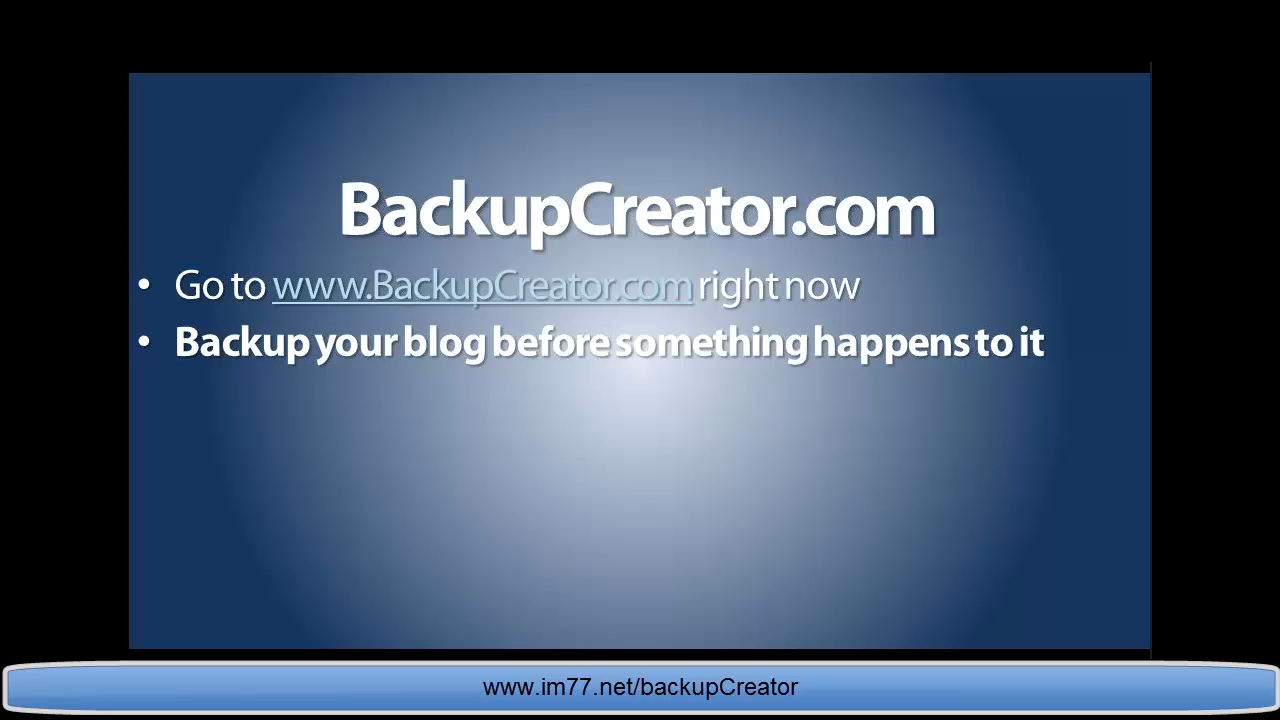 BackupCreator.com
• Go to www.BackupCreator.com right now
• Backup your blog before something happens to it
www.im77.net/backupCreator